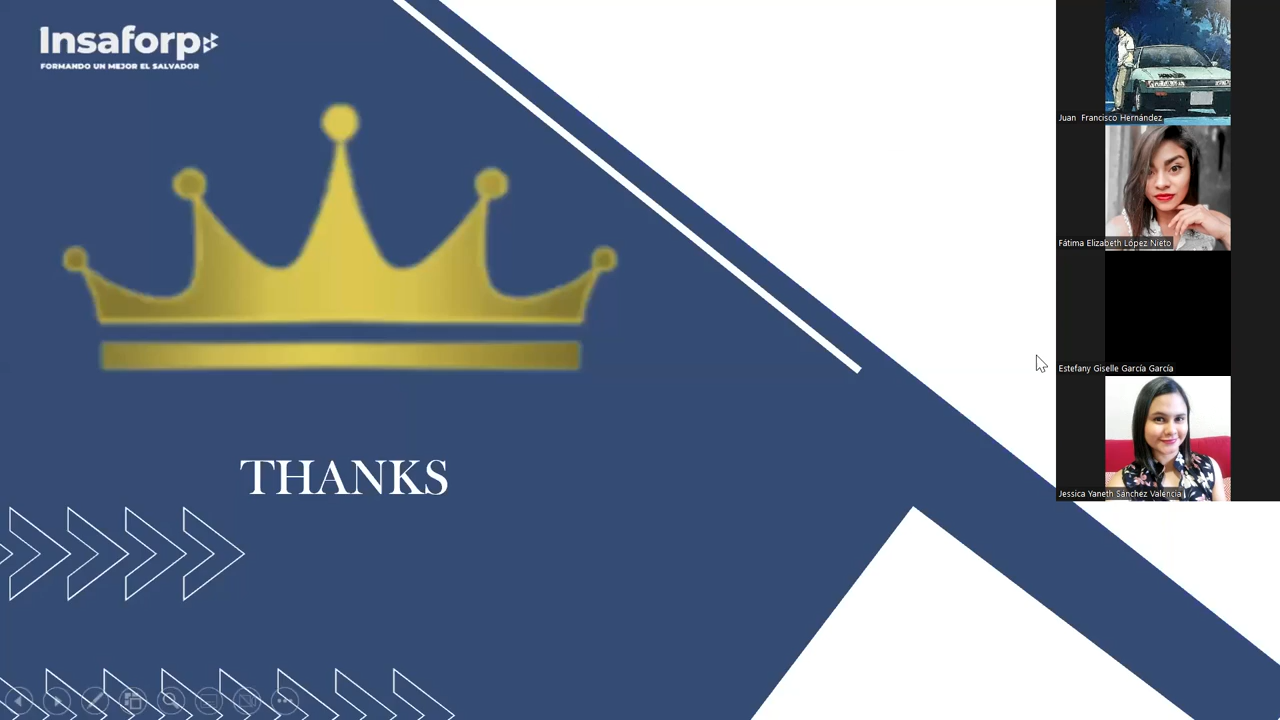 Insaforp
FORMANDO UN MEJOR EL SALVADOR
THANKS
Juan Francisco Hernández
Fátima Elizabeth López Nieto
Estefany Giselle García García
Jessica Yaneth Sánchez Valencia